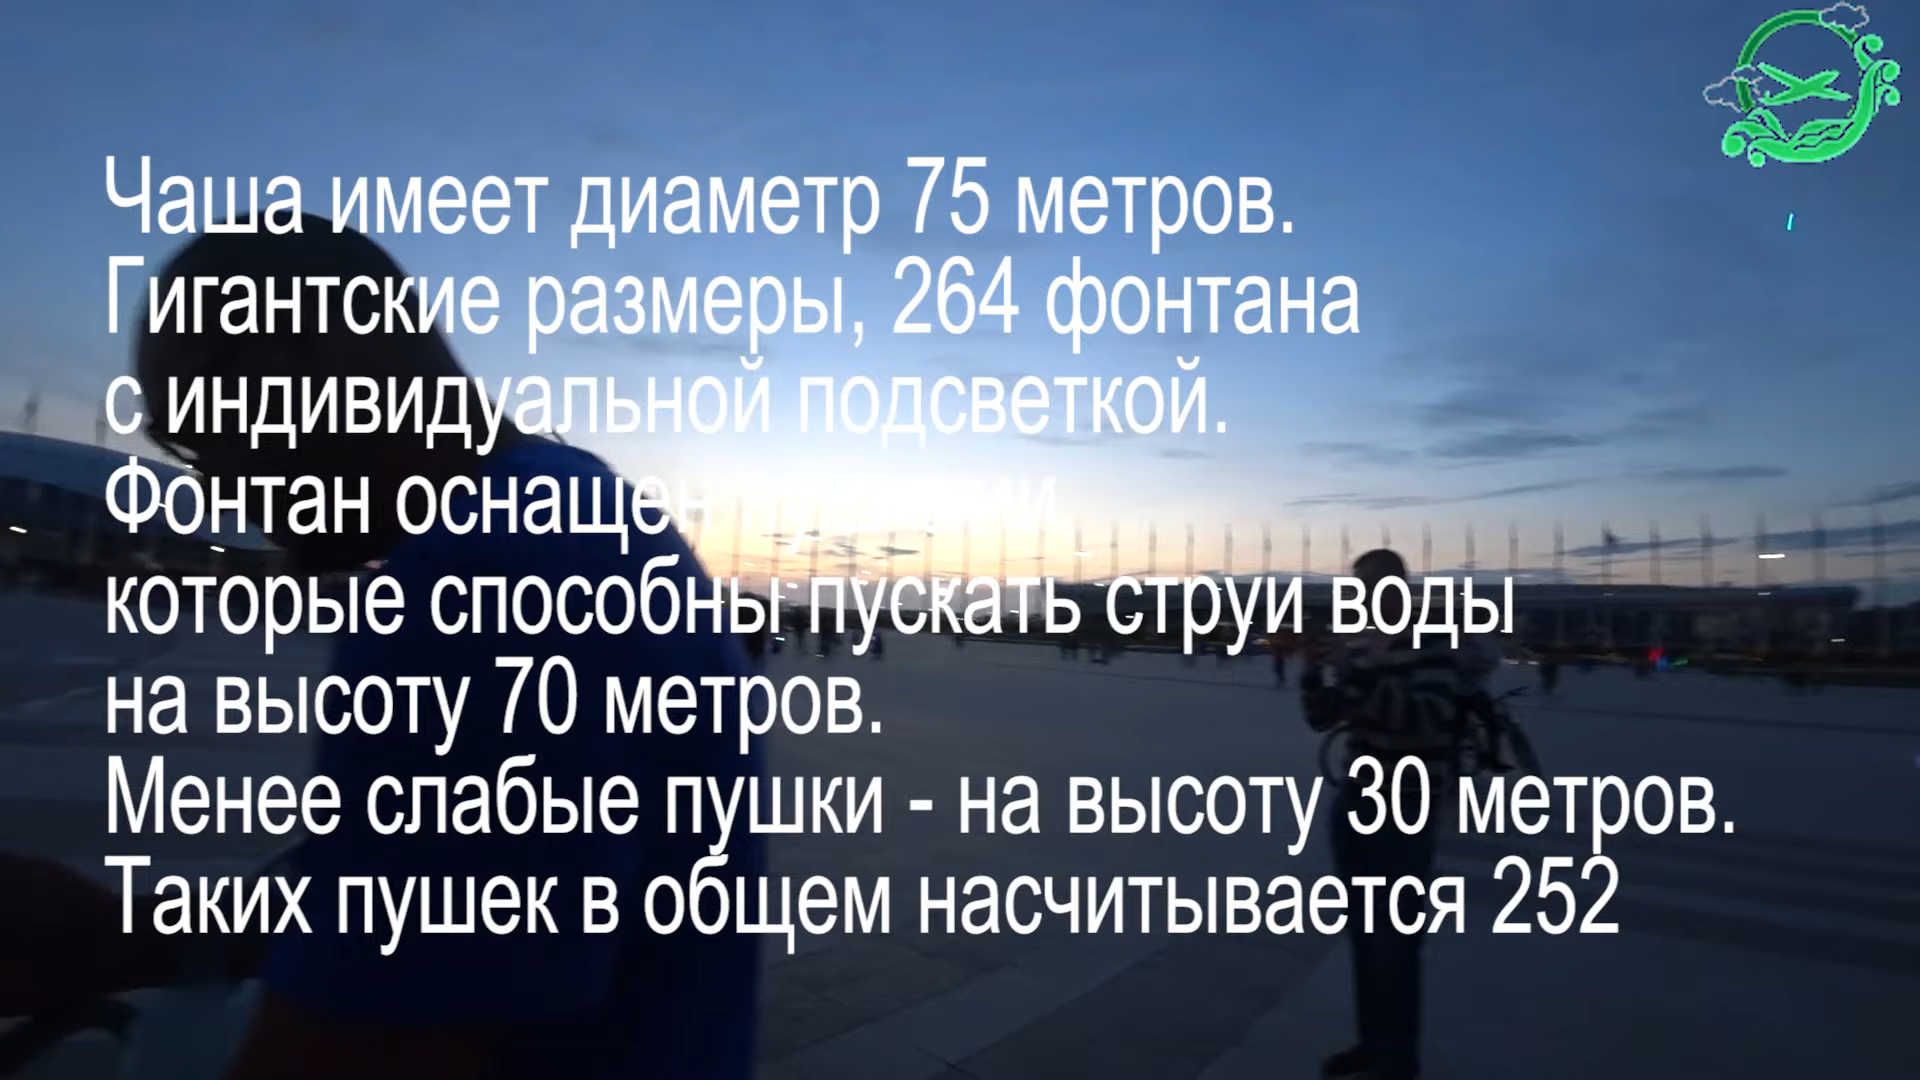 Чаша имеет диаметр 75 метров.
Гигантские размеры, 264 фонтана
с индивидуальной подсветкой.
Фонтан оснащен
которые способны пускать струи воды
на высоту 70 метров.
Менее слабые пушки - на высоту 30 метров.
Таких пушек в общем насчитывается 252